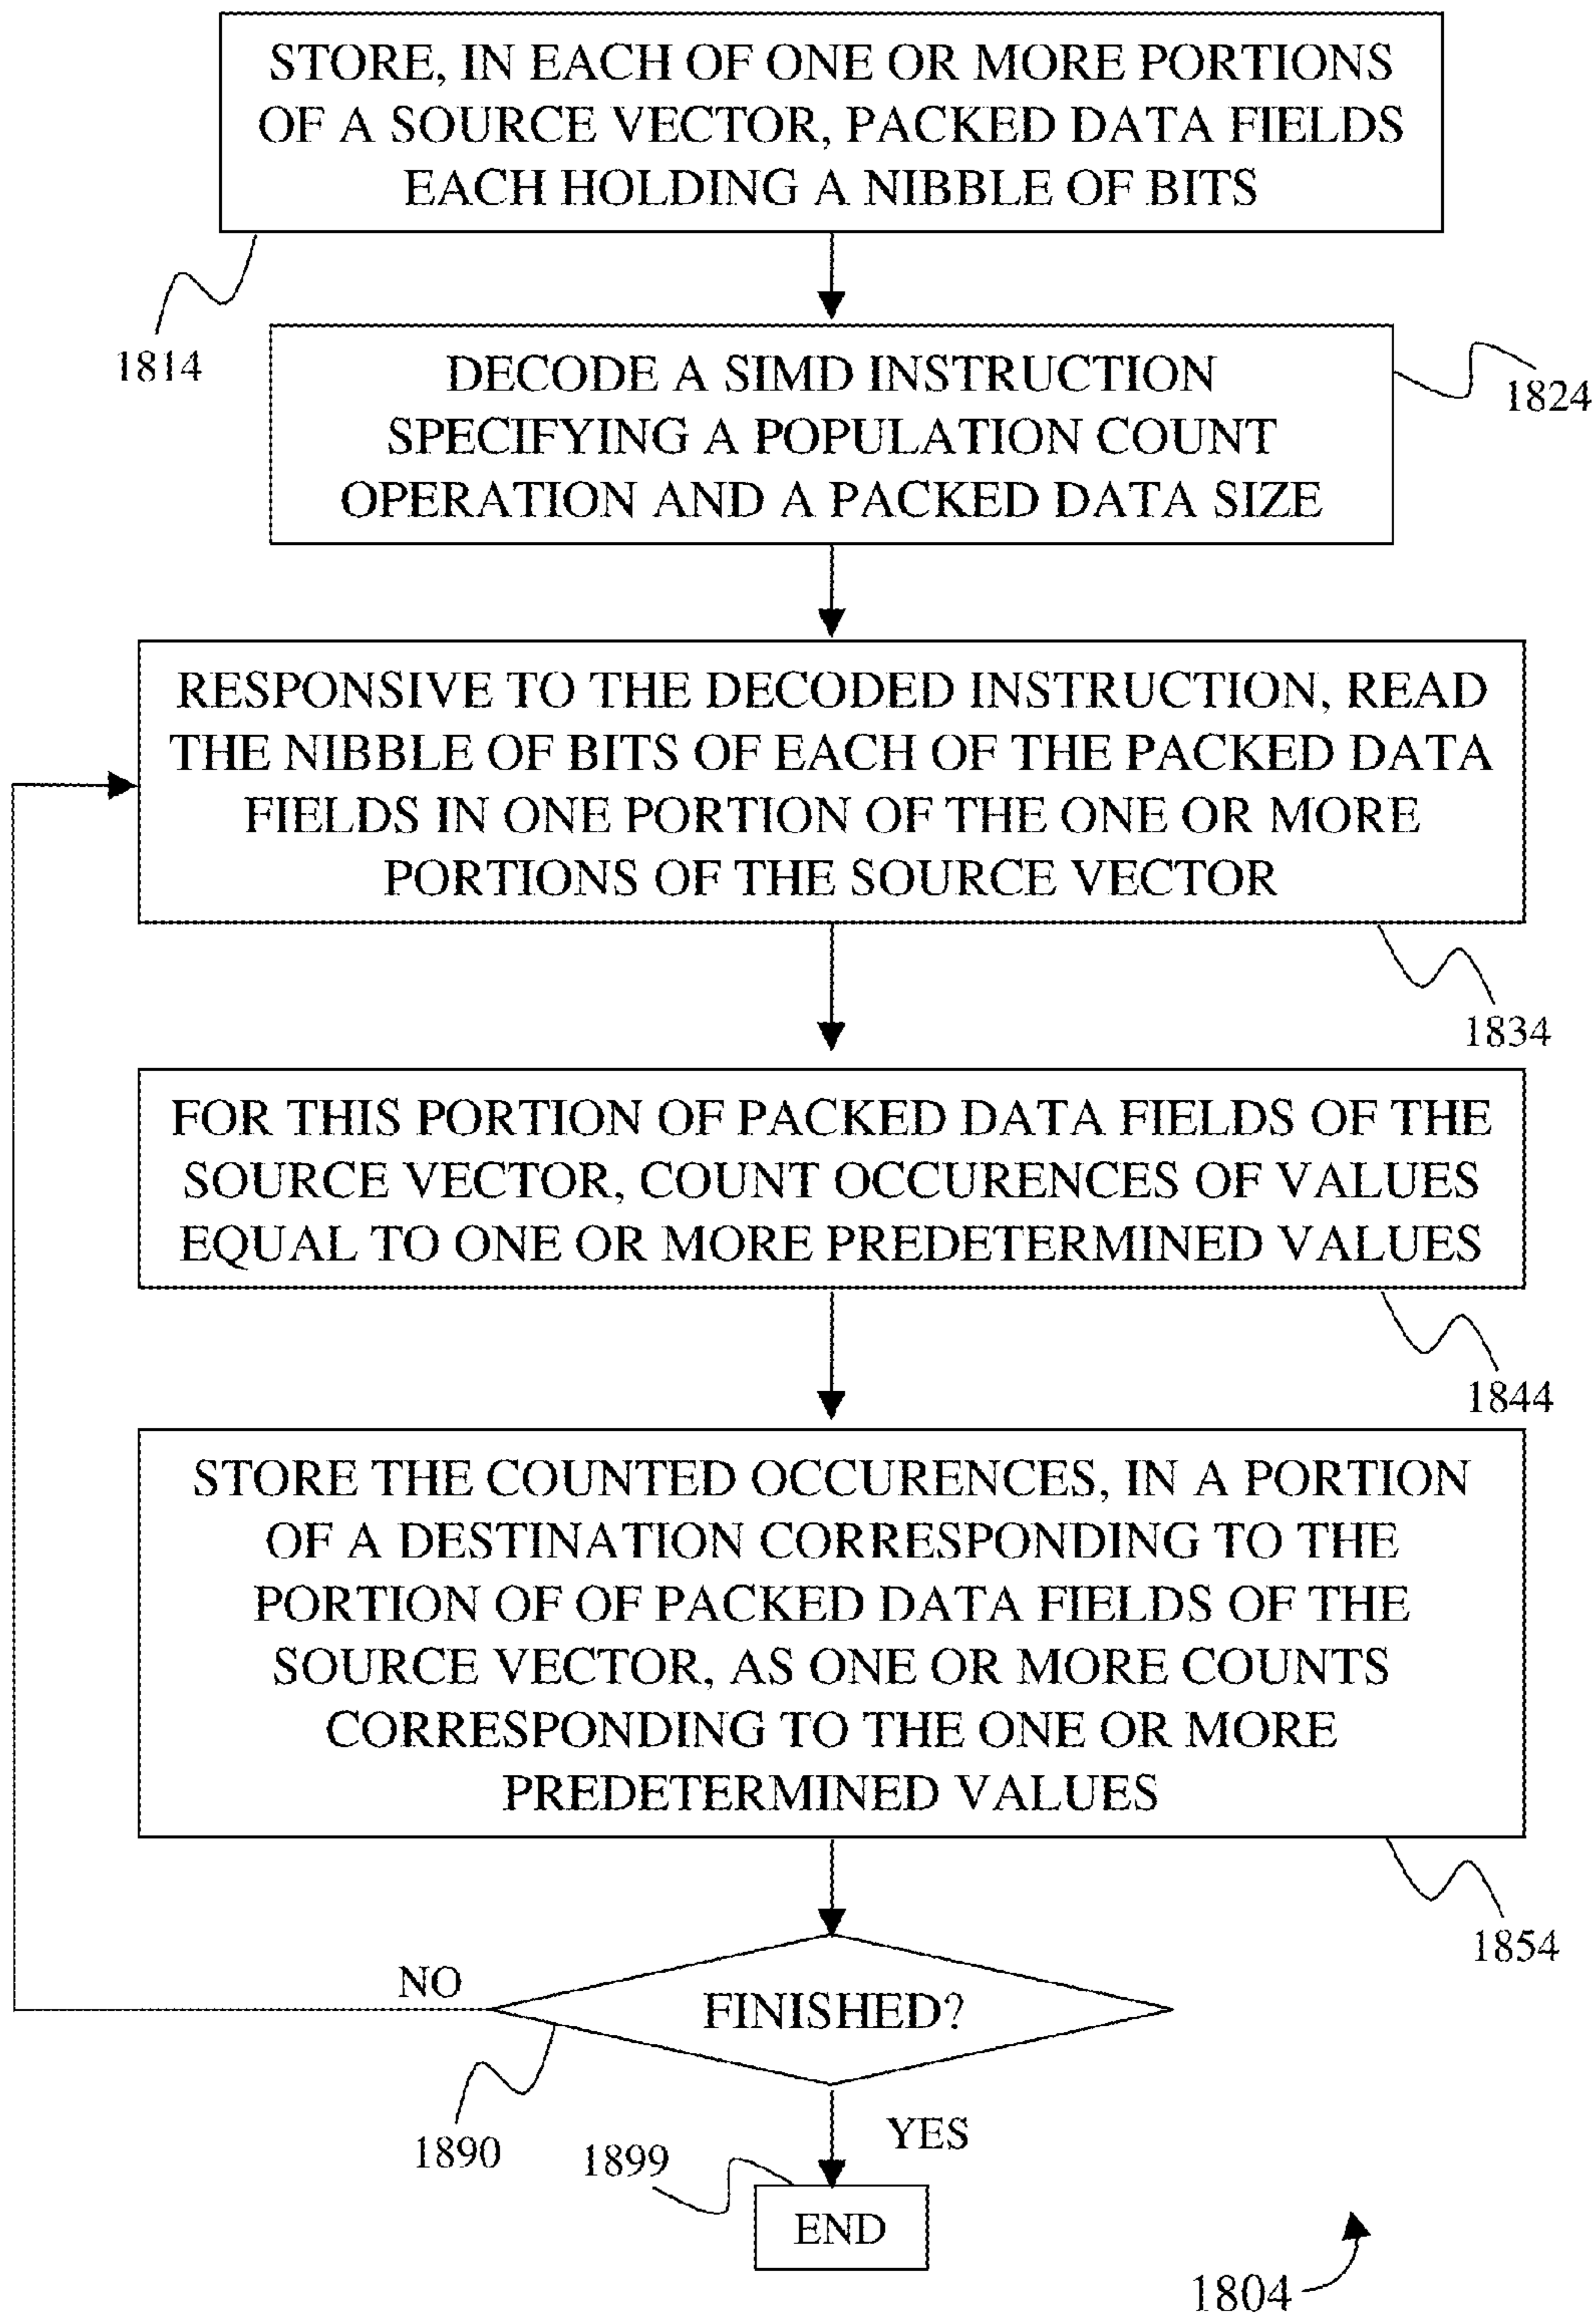 STORE, IN EACH OF ONE OR MORE PORTIONS
OF A SOURCE VECTOR, PACKED DATA FIELDS
EACH HOLDING A NIBBLE OF BITS
1814
DECODE A SIMD INSTRUCTION
SPECIFYING A POPULATION COUNT
OPERATION AND A PACKED DATA SIZE
1824
RESPONSIVE TO THE DECODED INSTRUCTION, READ
THE NIBBLE OF BITS OF EACH OF THE PACKED DATA
FIELDS IN ONE PORTION OF THE ONE OR MORE
PORTIONS OF THE SOURCE VECTOR
1834
FOR THIS PORTION OF PACKED DATA FIELDS OF THE
SOURCE VECTOR, COUNT OCCURENCES OF VALUES
EQUAL TO ONE OR MORE PREDETERMINED VALUES
1844
STORE THE COUNTED OCCURENCES, IN A PORTION
OF A DESTINATION CORRESPONDING TO THE
PORTION OF OF PACKED DATA FIELDS OF THE
SOURCE VECTOR, AS ONE OR MORE COUNTS
CORRESPONDING TO THE ONE OR MORE
PREDETERMINED VALUES
1854
NO
FINISHED?
1890
YES
1899
END
1804